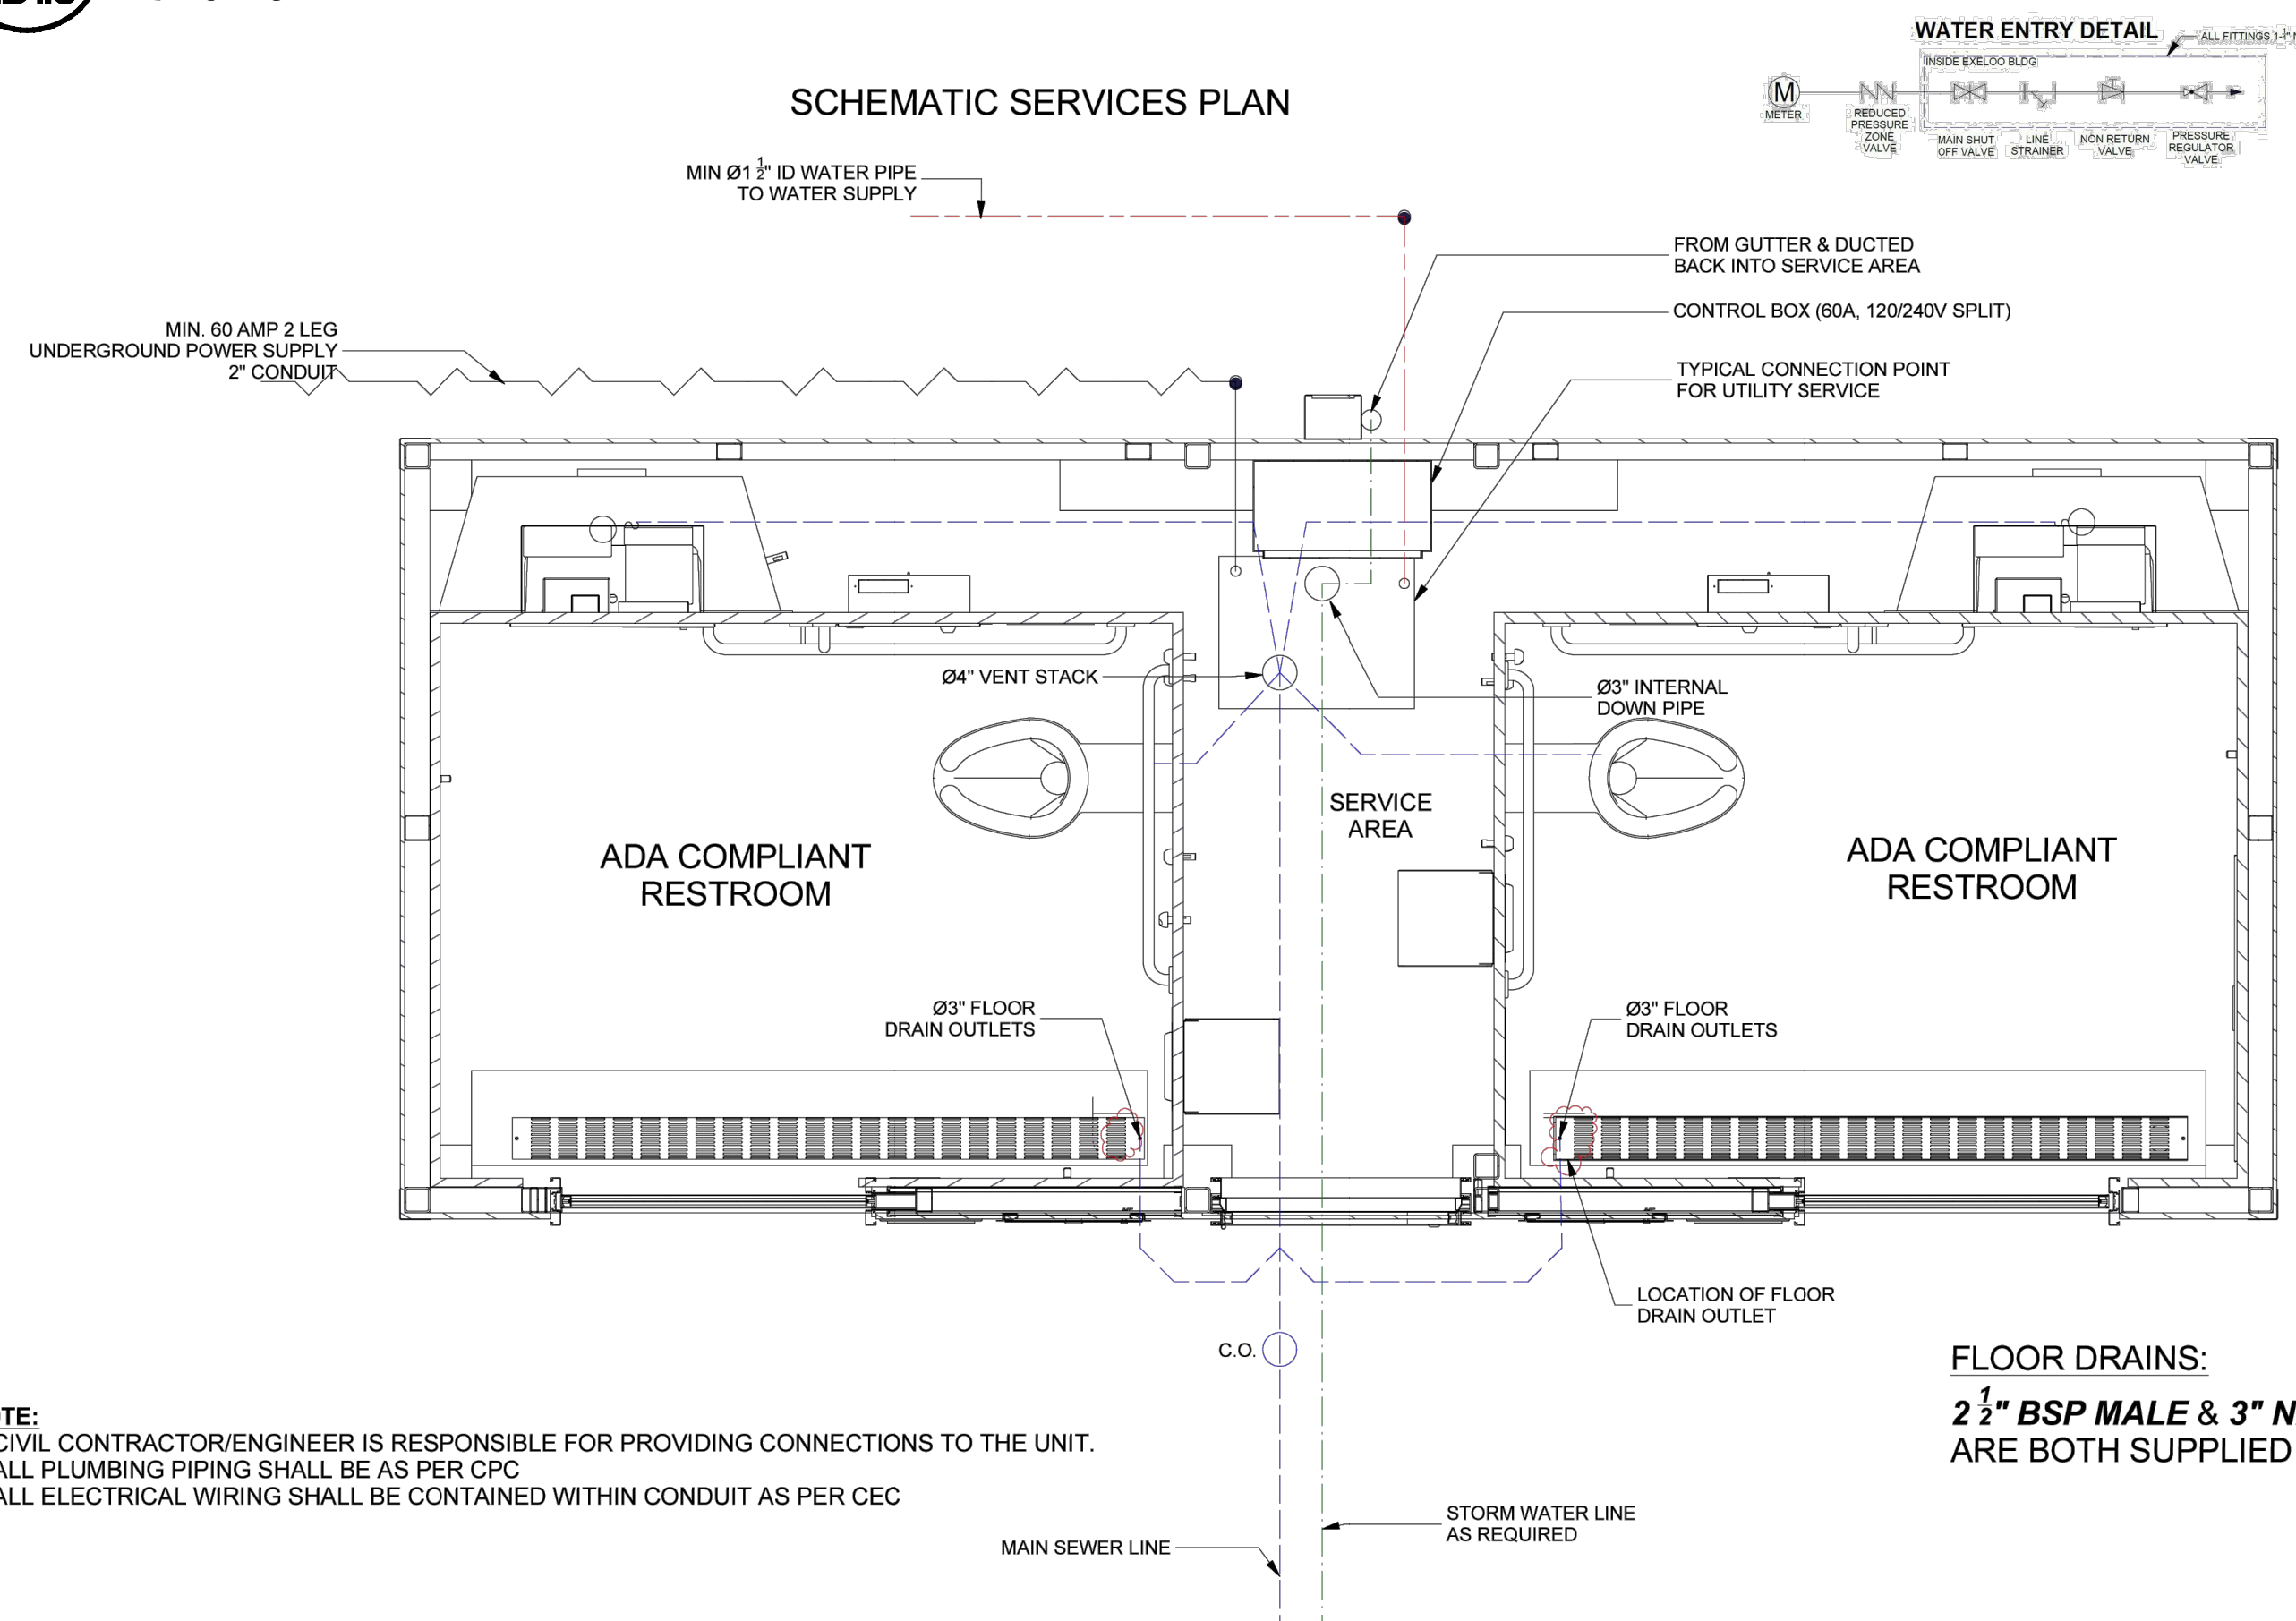 WATER ENTRY DETAIL
ALL FITTINGS 1-
INSIDE EXELOO BLDG
M
METER
REDUCED
PRESSURE
ZONE
VALVE
MAIN SHUT
OFF VALVE
LINE
STRAINER
NON RETURN
VALVE
PRESSURE
REGULATOR
VALVE
SCHEMATIC SERVICES PLAN
MIN Ø1 1/2" ID WATER PIPE
TO WATER SUPPLY
FROM GUTTER & DUCTED
BACK INTO SERVICE AREA
CONTROL BOX (60A, 120/240V SPLIT)
MIN. 60 AMP 2 LEG
UNDERGROUND POWER SUPPLY
2" CONDUIT
TYPICAL CONNECTION POINT
FOR UTILITY SERVICE
Ø4" VENT STACK
Ø3" INTERNAL
DOWN PIPE
SERVICE
AREA
ADA COMPLIANT
RESTROOM
ADA COMPLIANT
RESTROOM
Ø3" FLOOR
DRAIN OUTLETS
Ø3" FLOOR
DRAIN OUTLETS
LOCATION OF FLOOR
DRAIN OUTLET
C.O.
FLOOR DRAINS:
2 1/2" BSP MALE & 3" N
ARE BOTH SUPPLIED
TE:
CIVIL CONTRACTOR/ENGINEER IS RESPONSIBLE FOR PROVIDING CONNECTIONS TO THE UNIT.
ALL PLUMBING PIPING SHALL BE AS PER CPC
ALL ELECTRICAL WIRING SHALL BE CONTAINED WITHIN CONDUIT AS PER CEC
STORM WATER LINE
AS REQUIRED
MAIN SEWER LINE